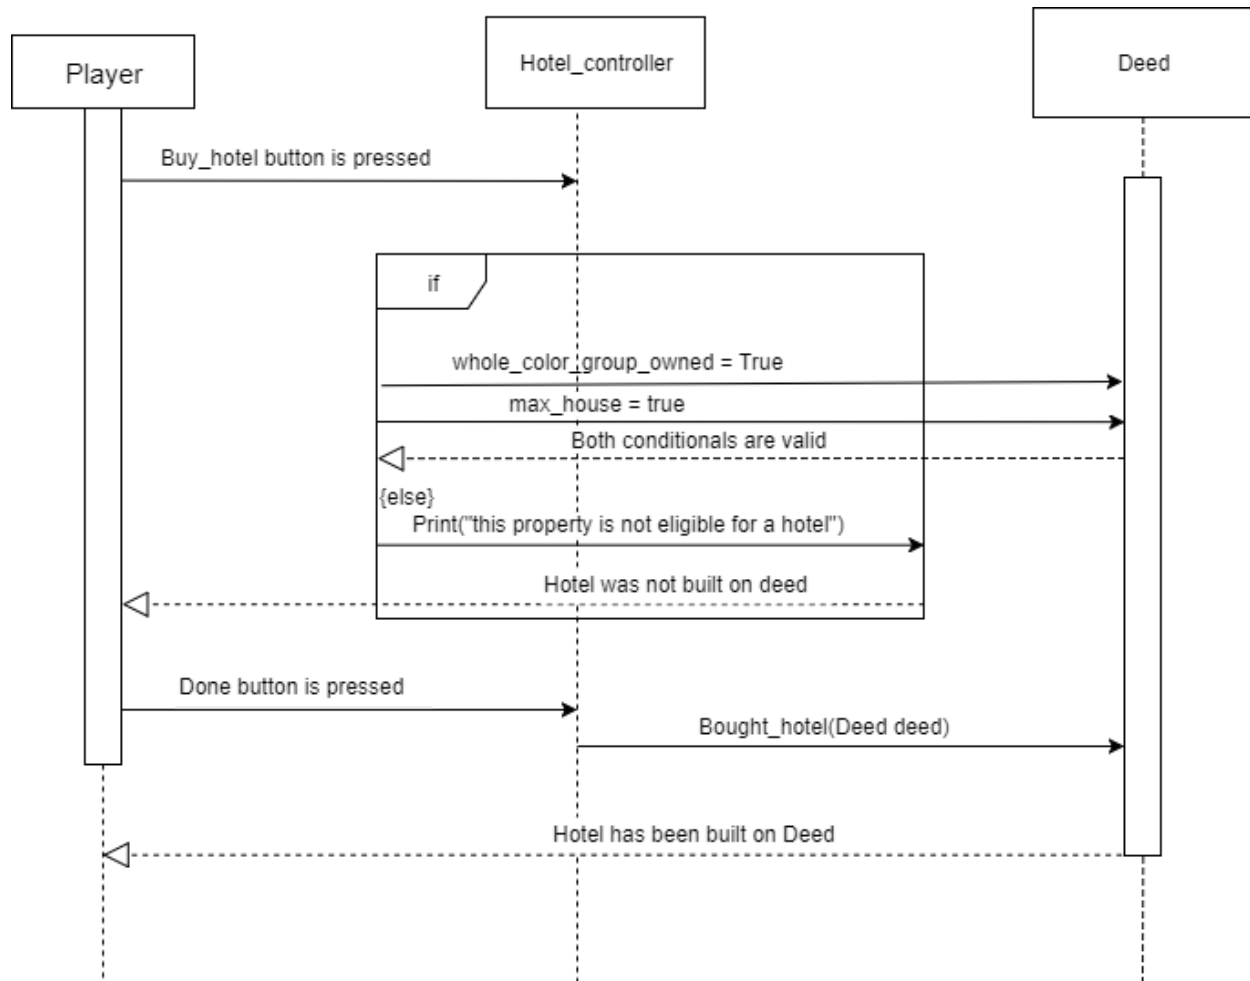 Player
Hotel_controller
Deed
Buy_hotel button is pressed
if
whole_color_group_owned = True
max_house = true
Both conditionals are valid
{else}
Print("this property is not eligible for a hotel")
Hotel was not built on deed
Done button is pressed
Bought_hotel(Deed deed)
Hotel has been built on Deed